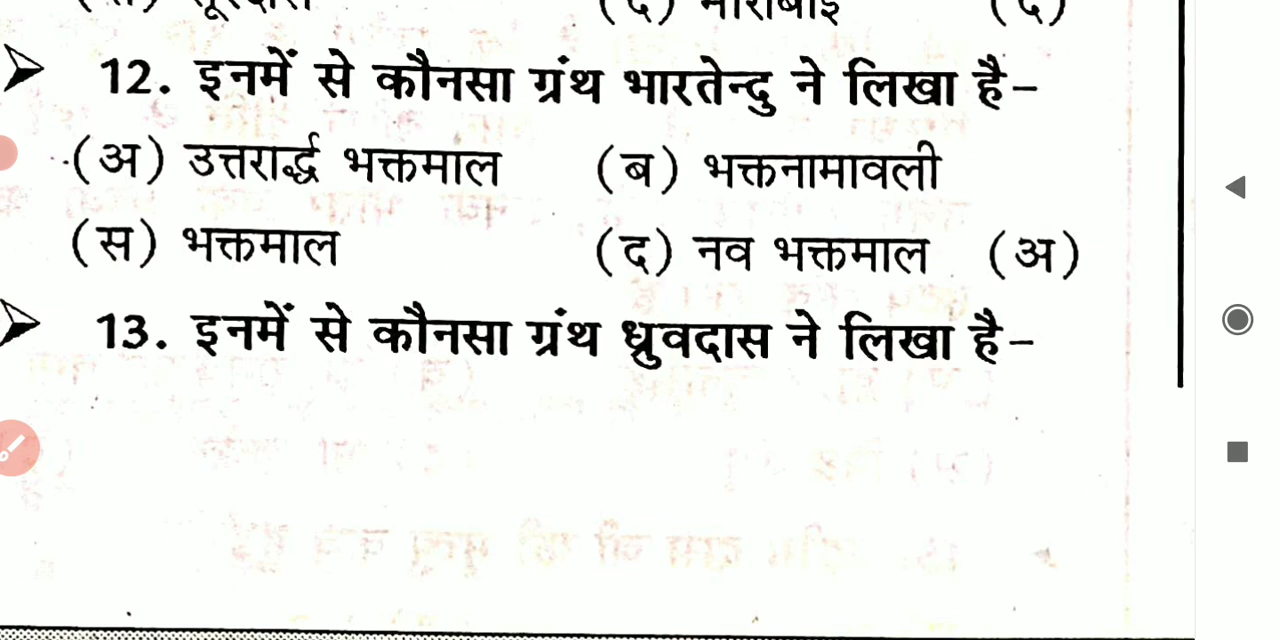 12. इनमें से कौनसा ग्रंथ भारतेन्दु ने लिखा है-
(अ) उत्तरार्द्ध भक्तमाल (ब) भक्तनामावली
(स) भक्तमाल (द) नव भक्तमाल (अ)
13. इनमें से कौनसा ग्रंथ ध्रुवदास ने लिखा है-